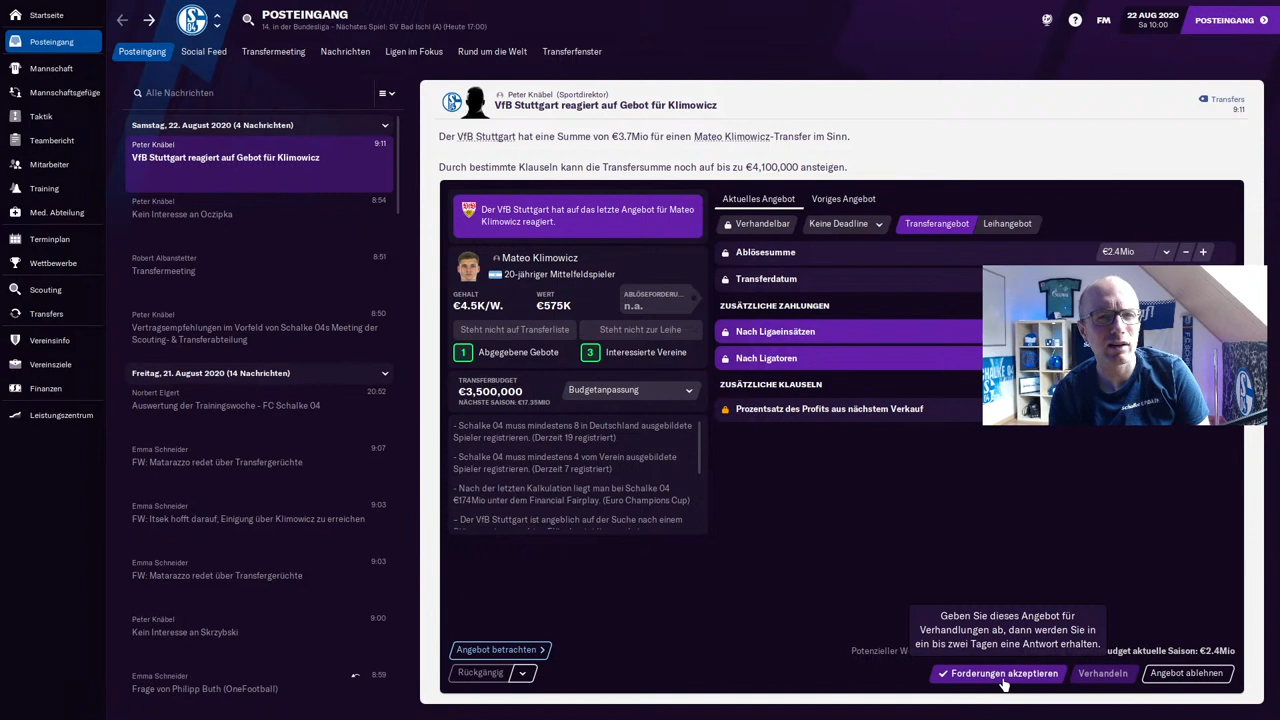 Startseite
Posteingang
Mannschaft
Mannschaftsgefüge
Taktik
Teambericht
Mitarbeiter
Training
Med. Abteilung
Terminplan
Wettbewerbe
Scouting
Transfers
Vereinsinfo
Vereinsziele
Finanzen
Leistungszentrum
POSTEINGANG
14. in der Bundesliga - Nächstes Spiel: SV Bad Ischl (A) (Heute 17:00)
FM
22 AUG 2020
Sa 10:00
POSTEINGANG
Posteingang
Social Feed
Transfermeeting
Nachrichten
Ligen im Fokus
Rund um die Welt
Transferfenster
Alle Nachrichten
Samstag, 22. August 2020 (4 Nachrichten)
Peter Knäbel 9:11
VfB Stuttgart reagiert auf Gebot für Klimowicz
Peter Knäbel 8:54
Kein Interesse an Oczipka
Robert Albanstetter 8:51
Transfermeeting
Peter Knäbel 8:50
Vertragsempfehlungen im Vorfeld von Schalke 04s Meeting der
Scouting- & Transferabteilung
Freitag, 21. August 2020 (14 Nachrichten)
Norbert Elgert 20:52
Auswertung der Trainingswoche - FC Schalke 04
Emma Schneider 9:07
FW: Matarazzo redet über Transfergerüchte
Emma Schneider 9:03
FW: Itsek hofft darauf, Einigung über Klimowicz zu erreichen
Emma Schneider 9:03
FW: Matarazzo redet über Transfergerüchte
Peter Knäbel 9:00
Kein Interesse an Skrzybski
Emma Schneider 8:59
Frage von Philipp Buth (OneFootball)
Peter Knäbel (Sportdirektor)
VfB Stuttgart reagiert auf Gebot für Klimowicz
Transfers
9:11
Der VfB Stuttgart hat eine Summe von €3.7Mio für einen Mateo Klimowicz-Transfer im Sinn.
Durch bestimmte Klauseln kann die Transfersumme noch auf bis zu €4,100,000 ansteigen.
Der VfB Stuttgart hat auf das letzte Angebot für Mateo
Klimowicz reagiert.
Mateo Klimowicz
20-jähriger Mittelfeldspieler
GEHALT
€4.5K/W.
WERT
€575K
ABLÖSEFORDERU...
n.a.
Steht nicht auf Transferliste
Steht nicht zur Leihe
1 Abgegebene Gebote
3 Interessierte Vereine
TRANSFERBUDGET
€3,500,000
NÄCHSTE SAISON: €17.35MIO
Budgetanpassung
- Schalke 04 muss mindestens 8 in Deutschland ausgebildete
Spieler registrieren. (Derzeit 19 registriert)
- Schalke 04 muss mindestens 4 vom Verein ausgebildete
Spieler registrieren. (Derzeit 7 registriert)
- Nach der letzten Kalkulation liegt man bei Schalke 04
€174Mio unter dem Financial Fairplay. (Euro Champions Cup)
- Der VfB Stuttgart ist angeblich auf der Suche nach einem
Aktuelles Angebot
Voriges Angebot
Verhandelbar
Keine Deadline
Transferangebot
Leihangebot
Ablösesumme
€2.4Mio
Transferdatum
ZUSÄTZLICHE ZAHLUNGEN
Nach Ligaeinsätzen
Nach Ligatoren
ZUSÄTZLICHE KLAUSELN
Prozentsatz des Profits aus nächstem Verkauf
Geben Sie dieses Angebot für
Verhandlungen ab, dann werden Sie in
ein bis zwei Tagen eine Antwort erhalten.
Angebot betrachten
Potenzieller W
udget aktuelle Saison: €2.4Mio
Rückgängig
Forderungen akzeptieren
Verhandeln
Angebot ablehnen